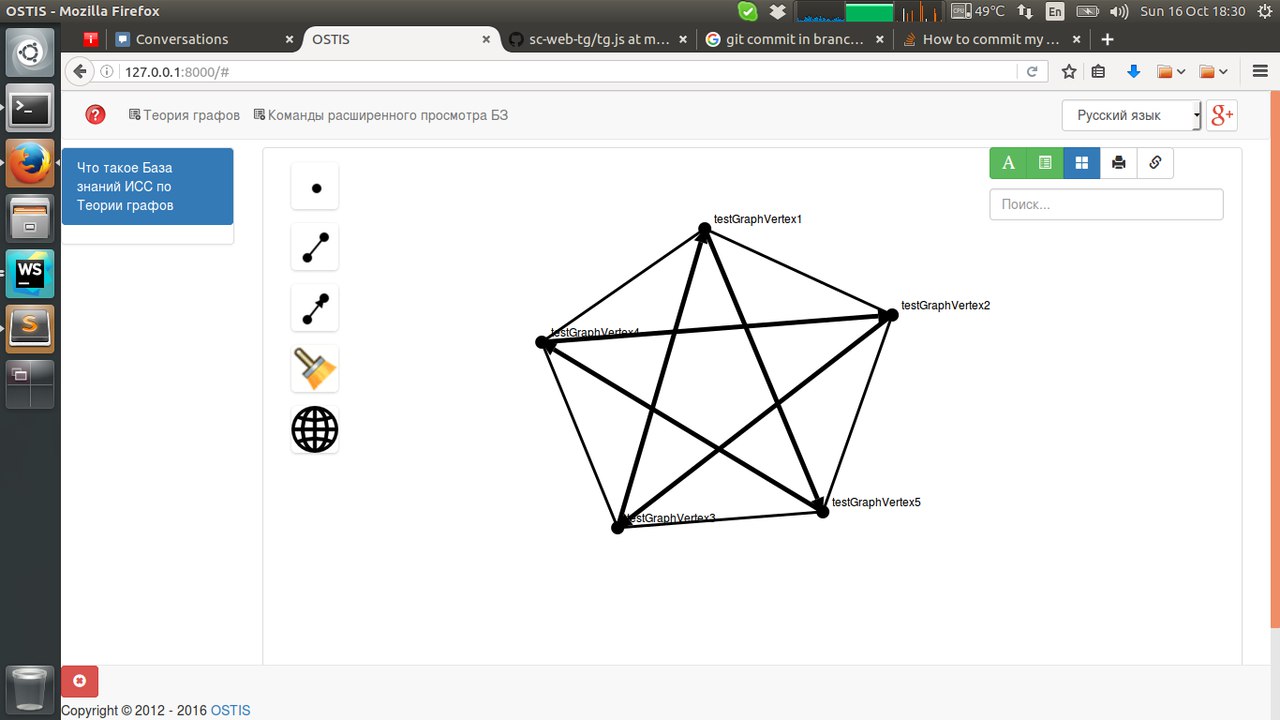 OSTIS - Mozilla Firefox
49°C
En
Sun 16 Oct 18:30
Conversations
OSTIS
sc-web-tg/tg.js at m...
git commit in branc...
How to commit my ...
127.0.0.1:8000/#
Теория графов
Команды расширенного просмотра БЗ
Русский язык
g+
Что такое База
знаний ИСС по
Теории графов
A
Поиск...
testGraphVertex1
testGraphVertex2
testGraphVertex4
testGraphVertex5
testGraphVertex3
WS
S
Copyright © 2012 - 2016 OSTIS